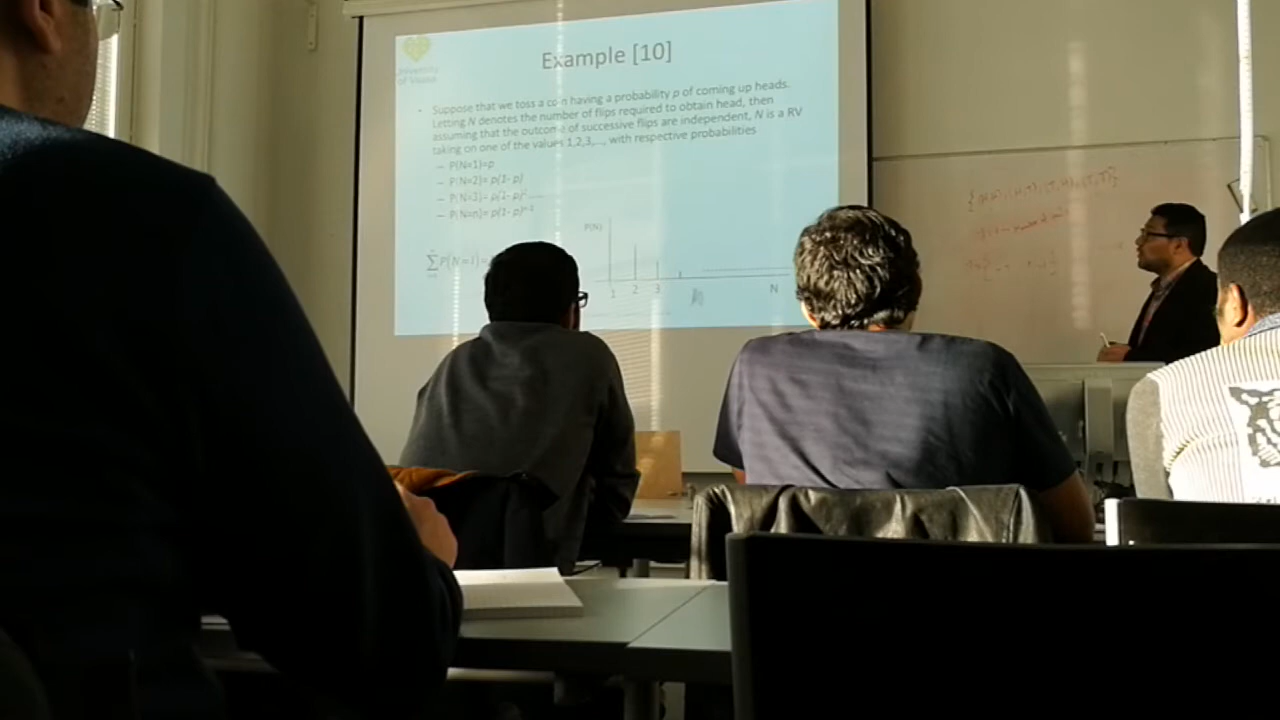 University
of Vaasa
Example [10]
• Suppose that we toss a coin having a probability p of coming up heads.
Letting N denotes the number of flips required to obtain head, then
assuming that the outcome of successive flips are independent, N is a RV
taking on one of the values 1,2,3,..., with respective probabilities
– P(N=1)=p
– P(N=2)= p(1- p)
– P(N=3)= p(1- p)² ......
– P(N=n)= p(1- p)ⁿ⁻¹
P(N)
∑ P(N = i) =
1 2 3 N
{(H,H),(H,T),(T,H),(T,T)}